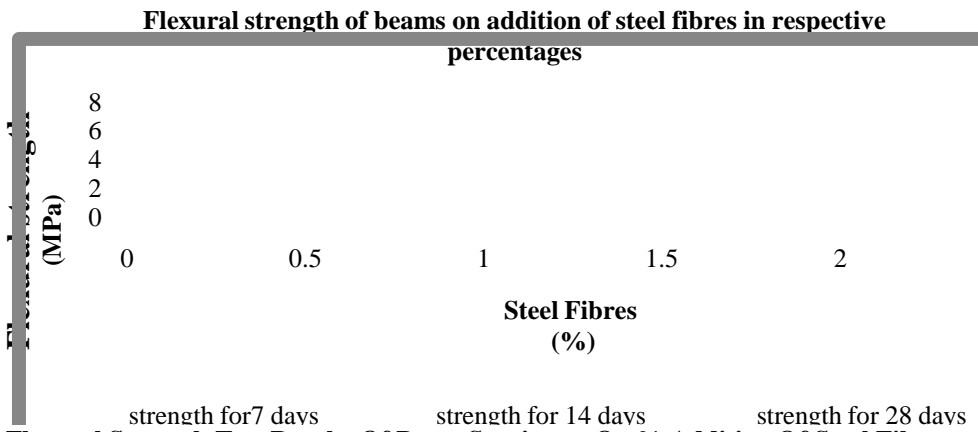 Flexural strength of beams on addition of steel fibres in respective
percentages
8
6
4
2
0
Flexural strength
(MPa)
0 0.5 1 1.5 2
Steel Fibres
(%)
strength for7 days strength for 14 days strength for 28 days